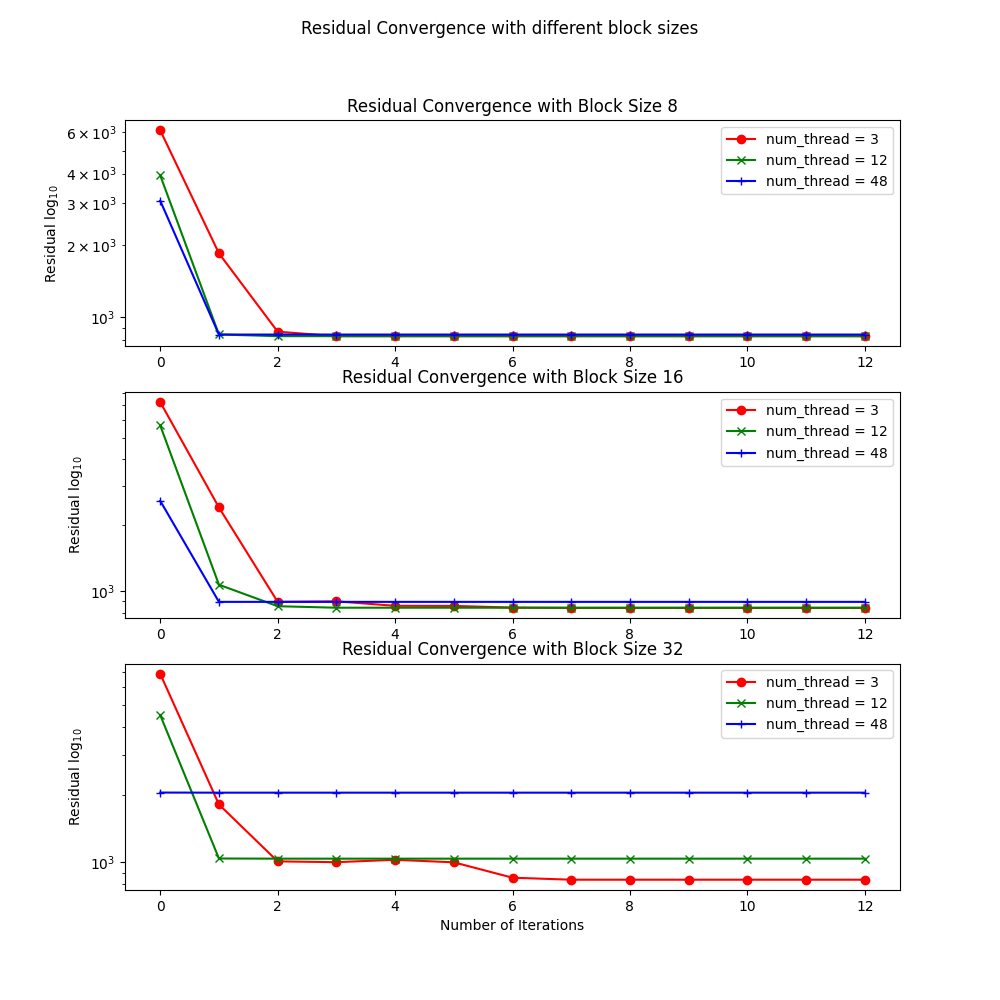 Residual Convergence with different block sizes
Residual Convergence with Block Size 8
6 × 10³
4 × 10³
3 × 10³
2 × 10³
10³
Residual log₁₀
num_thread = 3
num_thread = 12
num_thread = 48
0 2 4 6 8 10 12
Residual Convergence with Block Size 16
10³
Residual log₁₀
num_thread = 3
num_thread = 12
num_thread = 48
0 2 4 6 8 10 12
Residual Convergence with Block Size 32
10³
Residual log₁₀
num_thread = 3
num_thread = 12
num_thread = 48
0 2 4 6 8 10 12
Number of Iterations